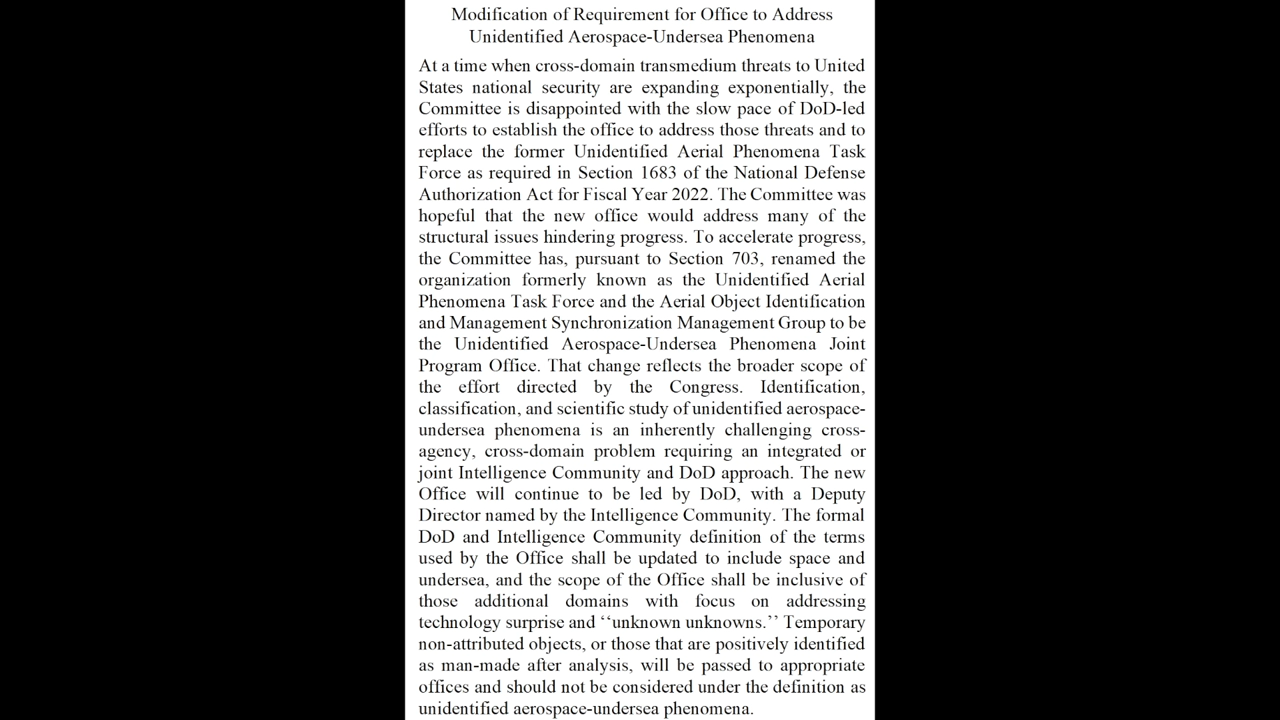 Modification of Requirement for Office to Address
Unidentified Aerospace-Undersea Phenomena
At a time when cross-domain transmedium threats to United
States national security are expanding exponentially, the
Committee is disappointed with the slow pace of DoD-led
efforts to establish the office to address those threats and to
replace the former Unidentified Aerial Phenomena Task
Force as required in Section 1683 of the National Defense
Authorization Act for Fiscal Year 2022. The Committee was
hopeful that the new office would address many of the
structural issues hindering progress. To accelerate progress,
the Committee has, pursuant to Section 703, renamed the
organization formerly known as the Unidentified Aerial
Phenomena Task Force and the Aerial Object Identification
and Management Synchronization Management Group to be
the Unidentified Aerospace-Undersea Phenomena Joint
Program Office. That change reflects the broader scope of
the effort directed by the Congress. Identification,
classification, and scientific study of unidentified aerospace-
undersea phenomena is an inherently challenging cross-
agency, cross-domain problem requiring an integrated or
joint Intelligence Community and DoD approach. The new
Office will continue to be led by DoD, with a Deputy
Director named by the Intelligence Community. The formal
DoD and Intelligence Community definition of the terms
used by the Office shall be updated to include space and
undersea, and the scope of the Office shall be inclusive of
those additional domains with focus on addressing
technology surprise and ‘‘unknown unknowns.’’ Temporary
non-attributed objects, or those that are positively identified
as man-made after analysis, will be passed to appropriate
offices and should not be considered under the definition as
unidentified aerospace-undersea phenomena.